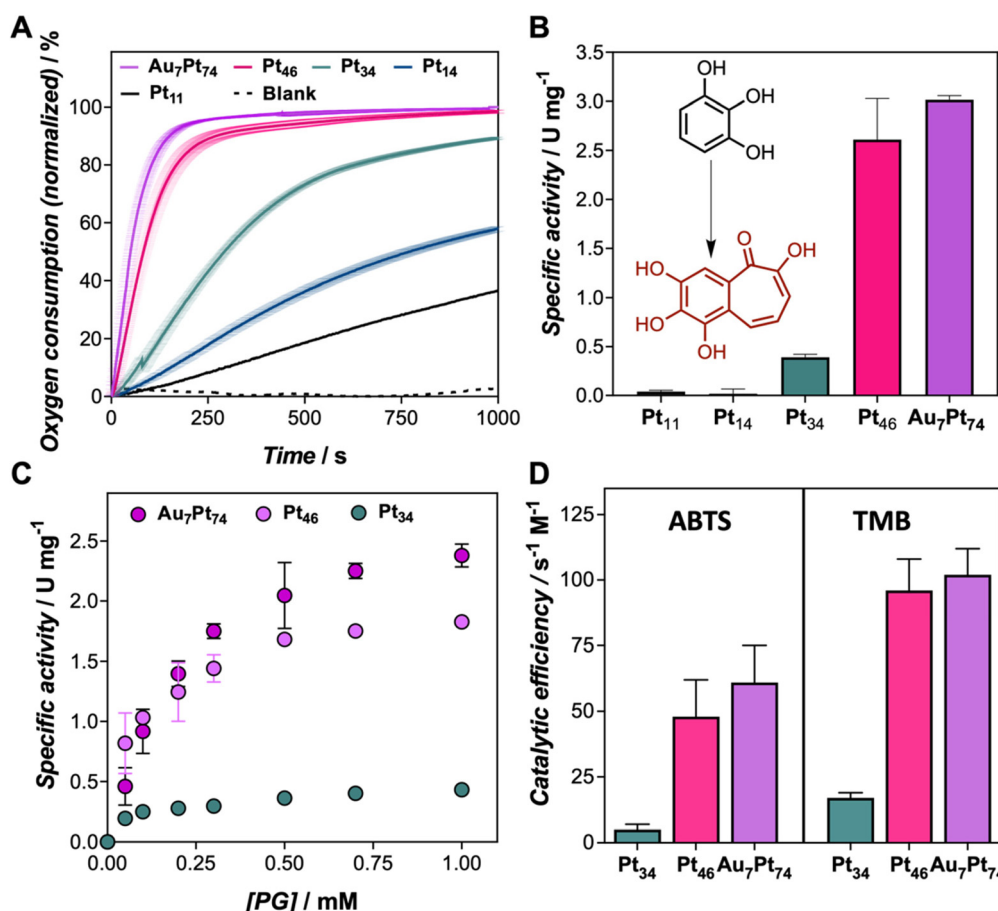 A
Oxygen consumption (normalized) / %
Au₇Pt₇₄ Pt₄₆ Pt₃₄ Pt₁₄
Pt₁₁ Blank
100
80
60
40
20
0
0 250 500 750 1000
Time / s
B
Specific activity / U mg⁻¹
3.5
3.0
2.5
2.0
1.5
1.0
0.5
0.0
OH
OH
OH
O
OH
HO
HO
OH
Pt₁₁ Pt₁₄ Pt₃₄ Pt₄₆ Au₇Pt₇₄
C
Specific activity / U mg⁻¹
Au₇Pt₇₄ Pt₄₆ Pt₃₄
2.5
2.0
1.5
1.0
0.5
0.0
0.00 0.25 0.50 0.75 1.00
[PG] / mM
D
Catalytic efficiency / s⁻¹ M⁻¹
ABTS TMB
125
100
75
50
25
0
Pt₃₄ Pt₄₆ Au₇Pt₇₄ Pt₃₄ Pt₄₆ Au₇Pt₇₄